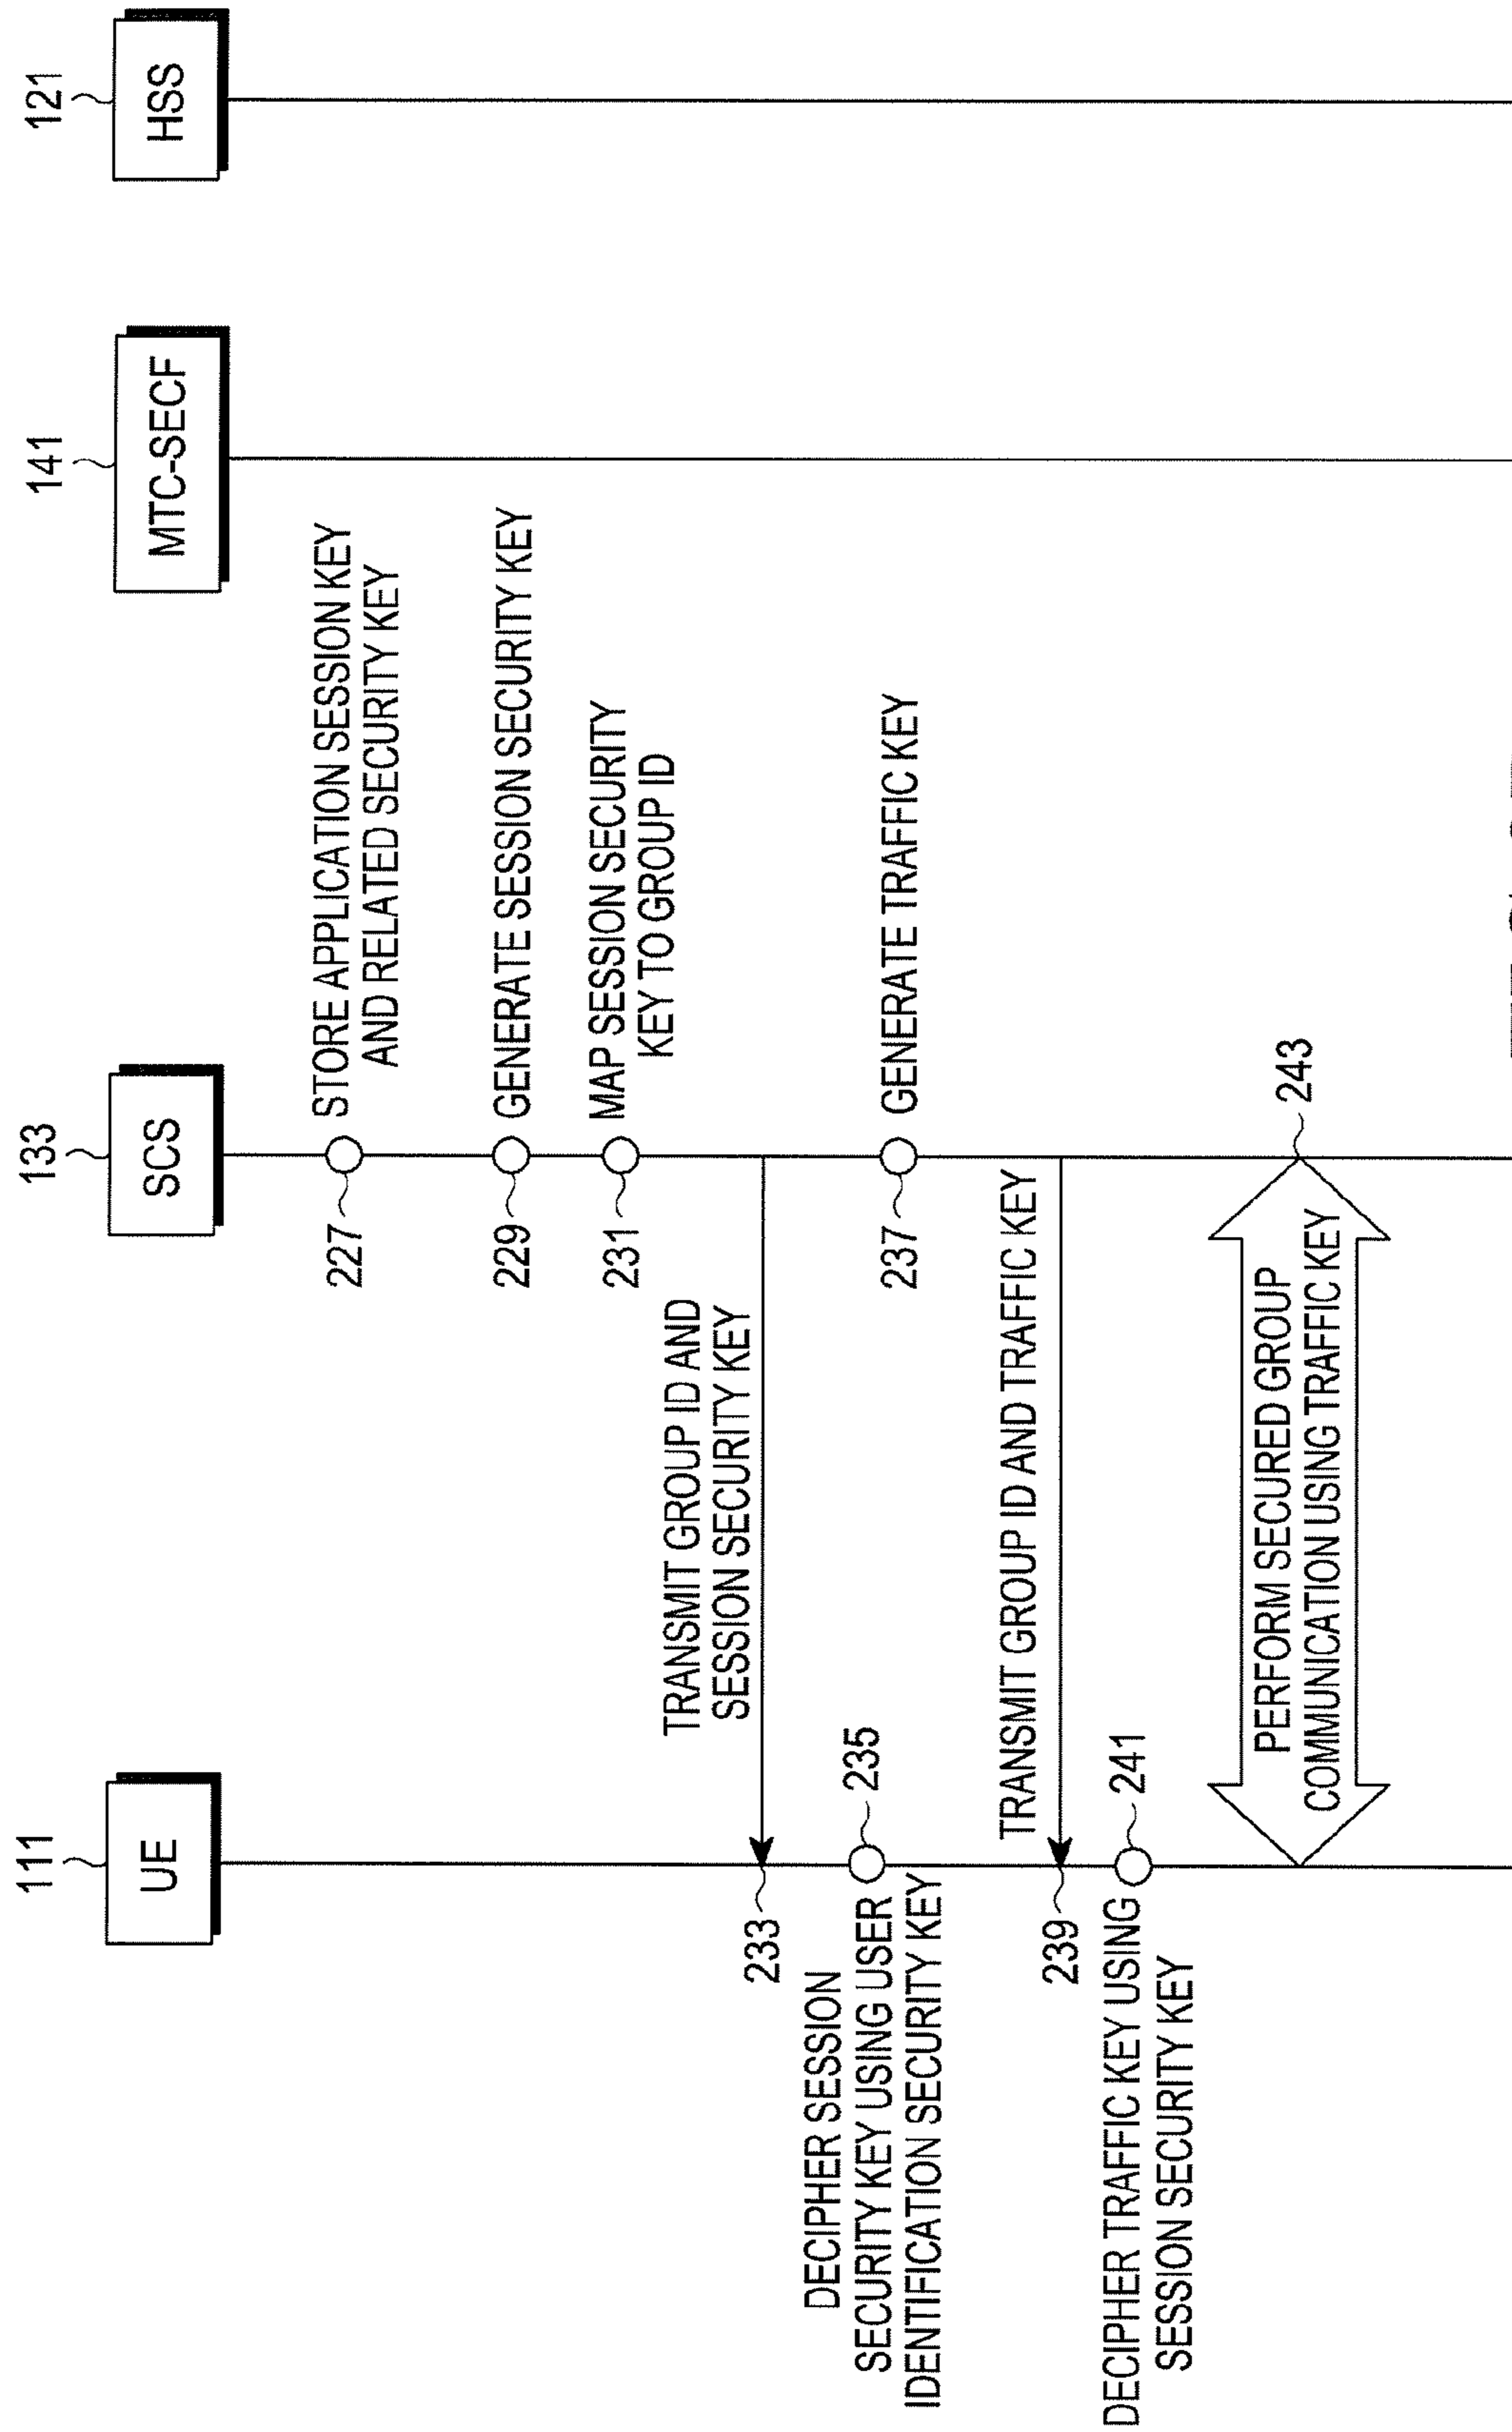 111
UE
133
SCS
141
MTC-SECF
121
HSS
227
STORE APPLICATION SESSION KEY
AND RELATED SECURITY KEY
229
GENERATE SESSION SECURITY KEY
231
MAP SESSION SECURITY
KEY TO GROUP ID
TRANSMIT GROUP ID AND
SESSION SECURITY KEY
233
DECIPHER SESSION
SECURITY KEY USING USER
IDENTIFICATION SECURITY KEY
235
237
GENERATE TRAFFIC KEY
TRANSMIT GROUP ID AND TRAFFIC KEY
239
DECIPHER TRAFFIC KEY USING
SESSION SECURITY KEY
241
PERFORM SECURED GROUP
COMMUNICATION USING TRAFFIC KEY
243